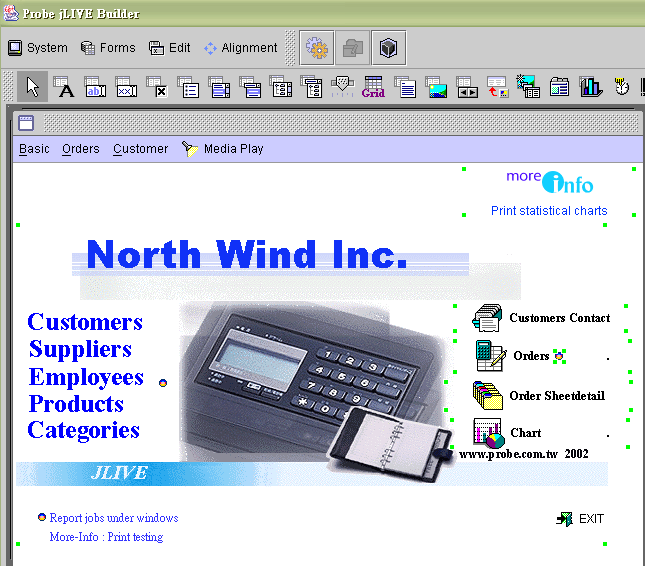 Probe jLIVE Builder
System Forms Edit Alignment
A ab| xx| Grid
Basic Orders Customer Media Play
more info
Print statistical charts
North Wind Inc.
Customers
Suppliers
Employees
Products
Categories
Customers Contact
Orders .
Order Sheetdetail
Chart .
www.probe.com.tw 2002
JLIVE
Report jobs under windows
More-Info : Print testing
EXIT